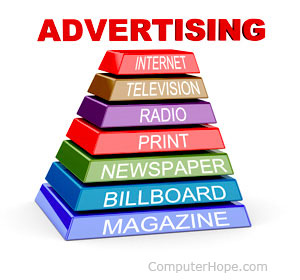 ADVERTISING
INTERNET
TELEVISION
RADIO
PRINT
NEWSPAPER
BILLBOARD
MAGAZINE
ComputerHope.com